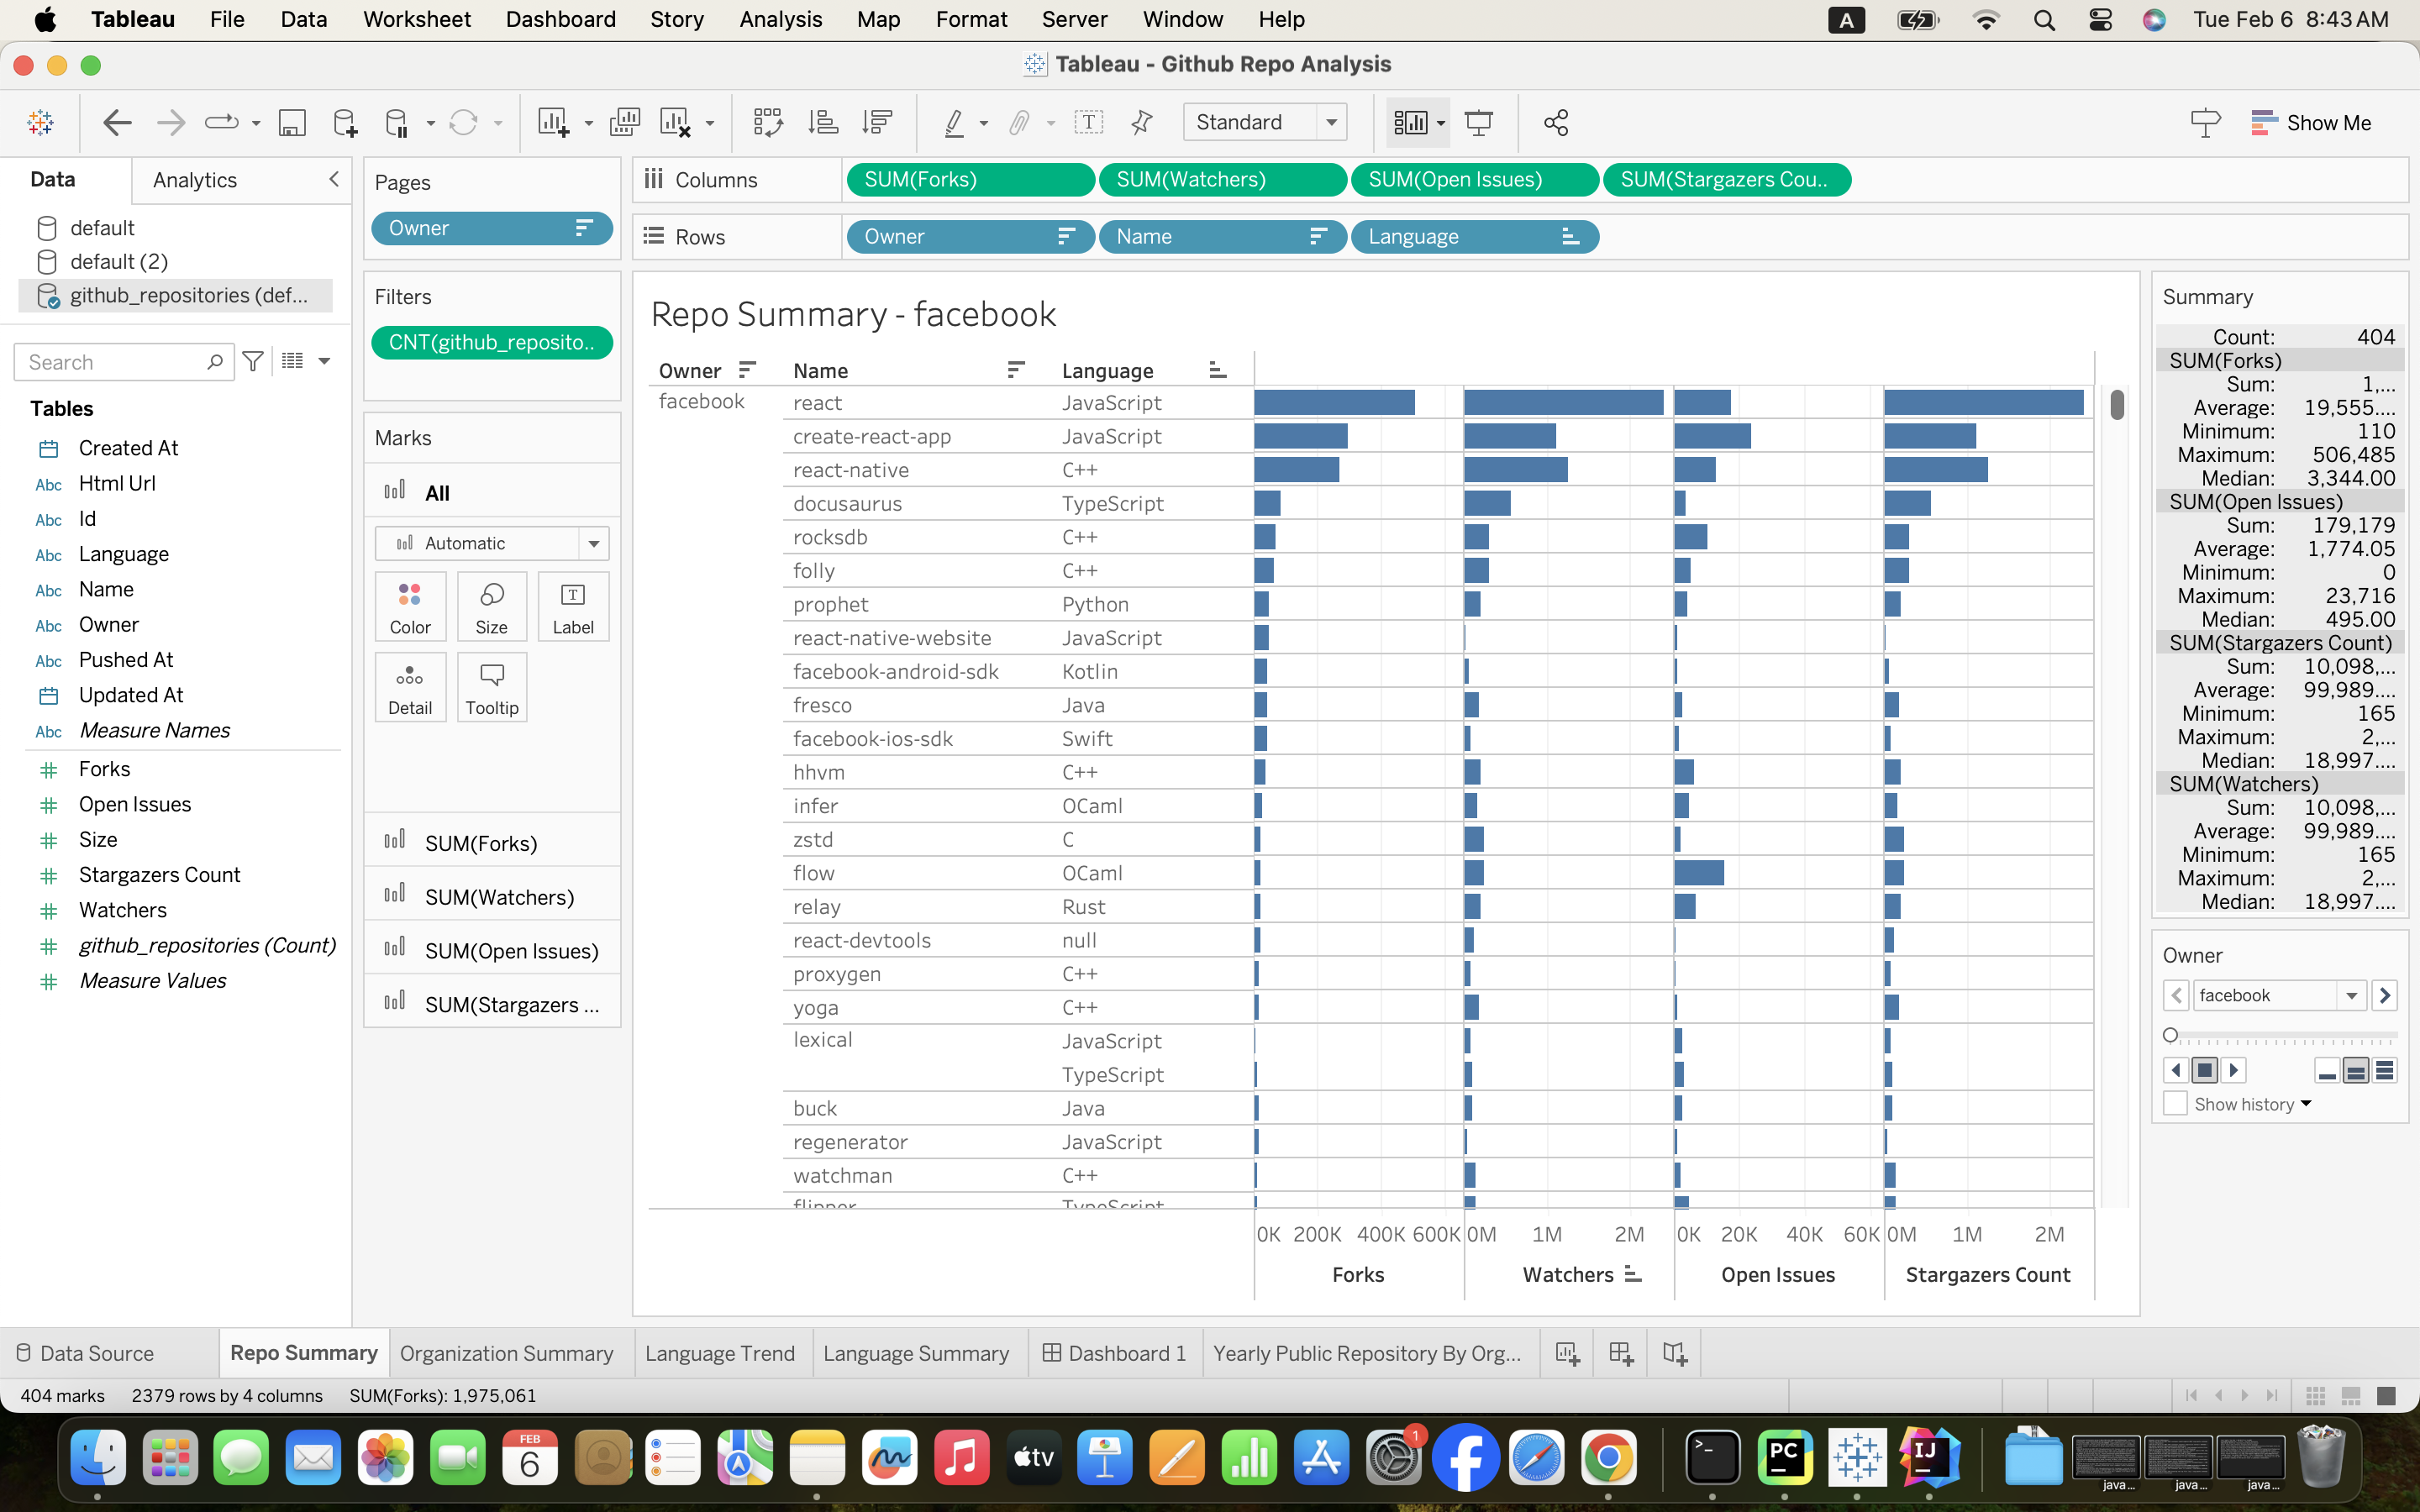 Tableau File Data Worksheet Dashboard Story Analysis Map Format Server Window Help A Tue Feb 6 8:43 AM
Tableau - Github Repo Analysis
Standard Show Me
Data Analytics
default
default (2)
github_repositories (def...
Search
Tables
Created At
Abc Html Url
Abc Id
Abc Language
Abc Name
Abc Owner
Abc Pushed At
Updated At
Abc Measure Names
Forks
Open Issues
Size
Stargazers Count
Watchers
github_repositories (Count)
Measure Values
Pages
Owner
Filters
CNT(github_reposito..
Marks
All
Automatic
Color Size Label
Detail Tooltip
SUM(Forks)
SUM(Watchers)
SUM(Open Issues)
SUM(Stargazers ...
Columns SUM(Forks) SUM(Watchers) SUM(Open Issues) SUM(Stargazers Cou..
Rows Owner Name Language
Repo Summary - facebook
Owner Name Language
facebook react JavaScript
create-react-app JavaScript
react-native C++
docusaurus TypeScript
rocksdb C++
folly C++
prophet Python
react-native-website JavaScript
facebook-android-sdk Kotlin
fresco Java
facebook-ios-sdk Swift
hhvm C++
infer OCaml
zstd C
flow OCaml
relay Rust
react-devtools null
proxygen C++
yoga C++
lexical JavaScript
TypeScript
buck Java
regenerator JavaScript
watchman C++
flipper TypeScript
0K 200K 400K 600K 0M 1M 2M 0K 20K 40K 60K 0M 1M 2M
Forks Watchers Open Issues Stargazers Count
Summary
Count: 404
SUM(Forks)
Sum: 1,...
Average: 19,555....
Minimum: 110
Maximum: 506,485
Median: 3,344.00
SUM(Open Issues)
Sum: 179,179
Average: 1,774.05
Minimum: 0
Maximum: 23,716
Median: 495.00
SUM(Stargazers Count)
Sum: 10,098,...
Average: 99,989....
Minimum: 165
Maximum: 2,...
Median: 18,997....
SUM(Watchers)
Sum: 10,098,...
Average: 99,989....
Minimum: 165
Maximum: 2,...
Median: 18,997....
Owner
facebook
Show history
Data Source Repo Summary Organization Summary Language Trend Language Summary Dashboard 1 Yearly Public Repository By Org...
404 marks 2379 rows by 4 columns SUM(Forks): 1,975,061
FEB
6
tv
1
PC
IJ
java... java... java...